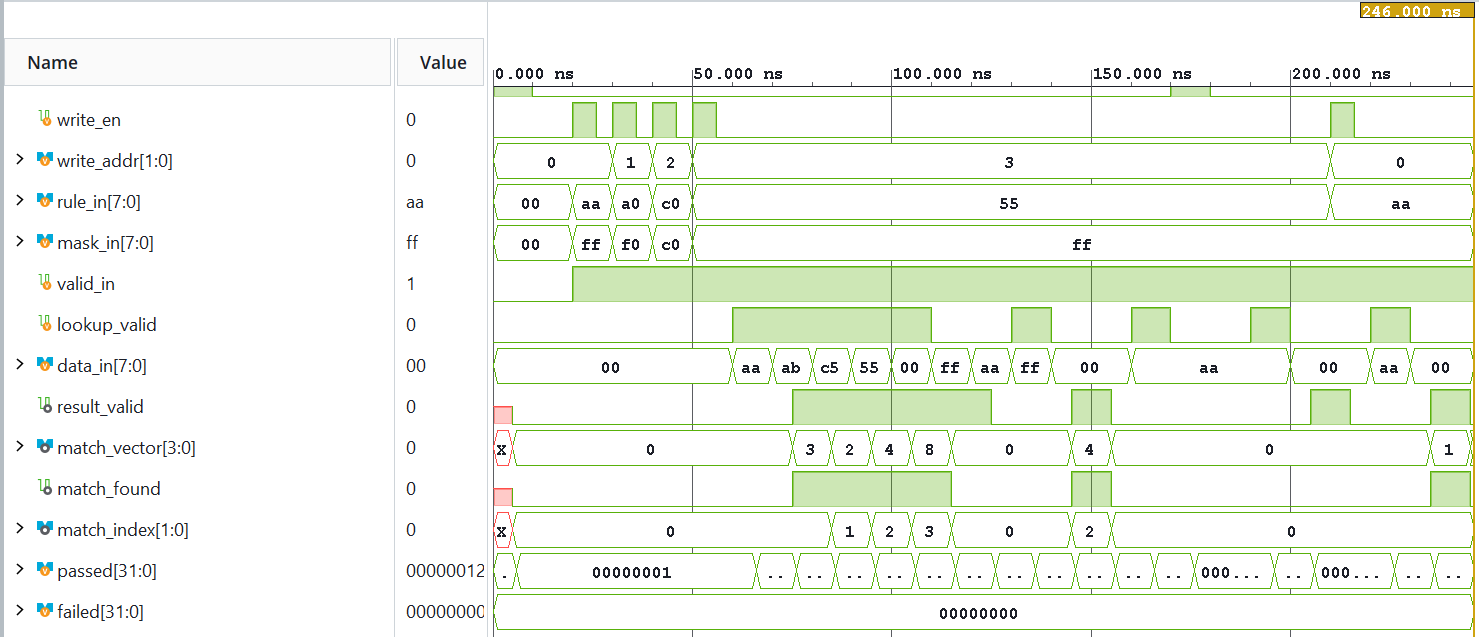 246.000 ns
Name Value
0.000 ns 50.000 ns 100.000 ns 150.000 ns 200.000 ns
write_en 0
write_addr[1:0] 0 0 1 2 3 0
rule_in[7:0] aa 00 aa a0 c0 55 aa
mask_in[7:0] ff 00 ff f0 c0 ff
valid_in 1
lookup_valid 0
data_in[7:0] 00 00 aa ab c5 55 00 ff aa ff 00 aa 00 aa 00
result_valid 0
match_vector[3:0] 0 X 0 3 2 4 8 0 4 0 1
match_found 0
match_index[1:0] 0 X 0 1 2 3 0 2 0
passed[31:0] 00000012 . 00000001 .. .. .. .. .. .. .. .. .. .. .. 000... .. 000... .. ..
failed[31:0] 00000000 00000000